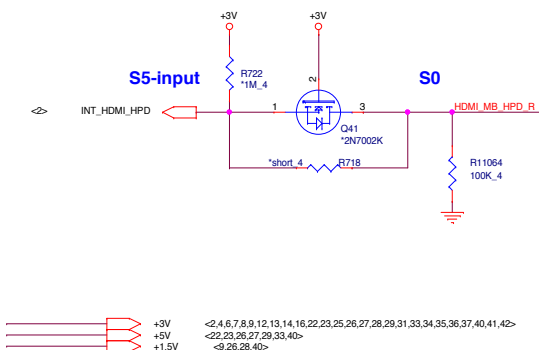 +3V
+3V
S5-input
R722
*1M_4
2
S0
<2>
INT_HDMI_HPD
1
3
HDMI_MB_HPD_R
Q41
*2N7002K
*short_4
R718
R11064
100K_4
+3V
<2,4,6,7,8,9,12,13,14,16,22,23,25,26,27,28,29,31,33,34,35,36,37,40,41,42>
+5V
<22,23,26,27,29,33,40>
+1.5V
<9,26,28,40>